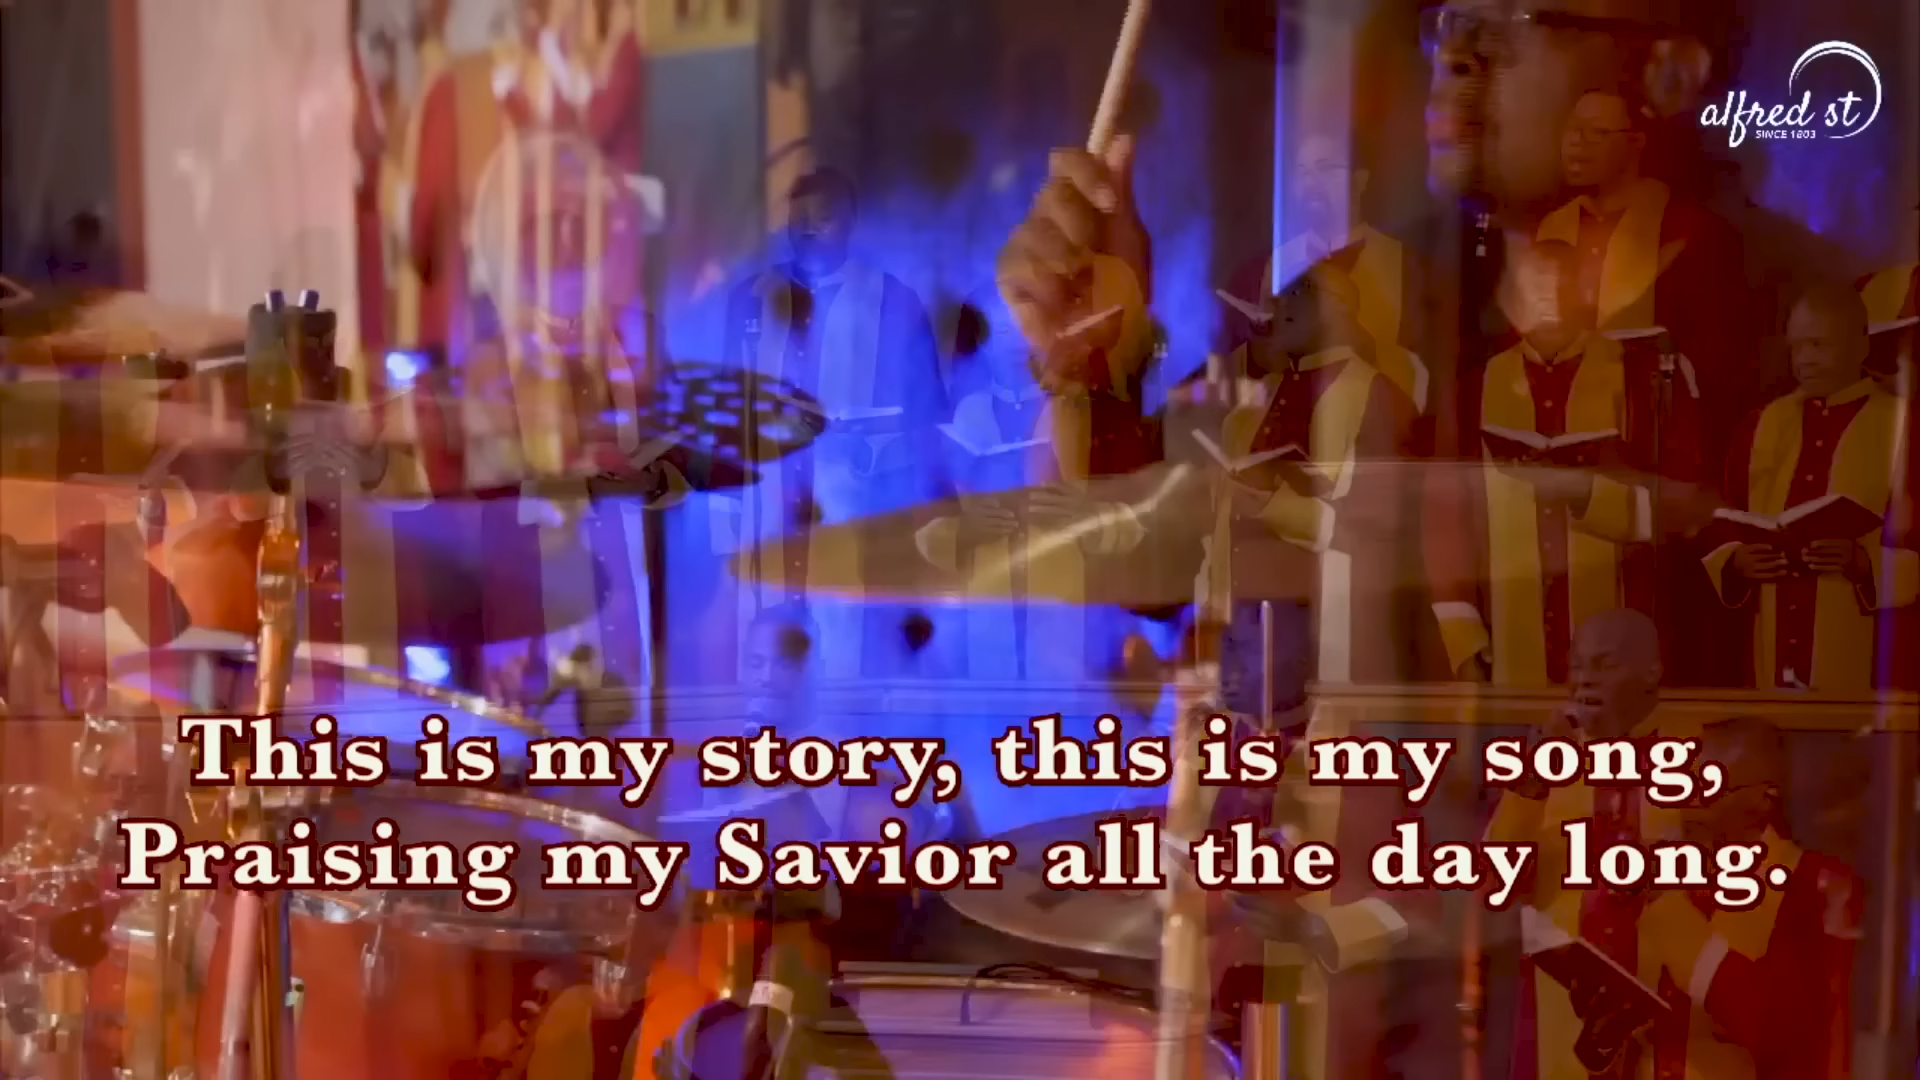 alfred st
SINCE 1803
This is my story, this is my song,
Praising my Savior all the day long.